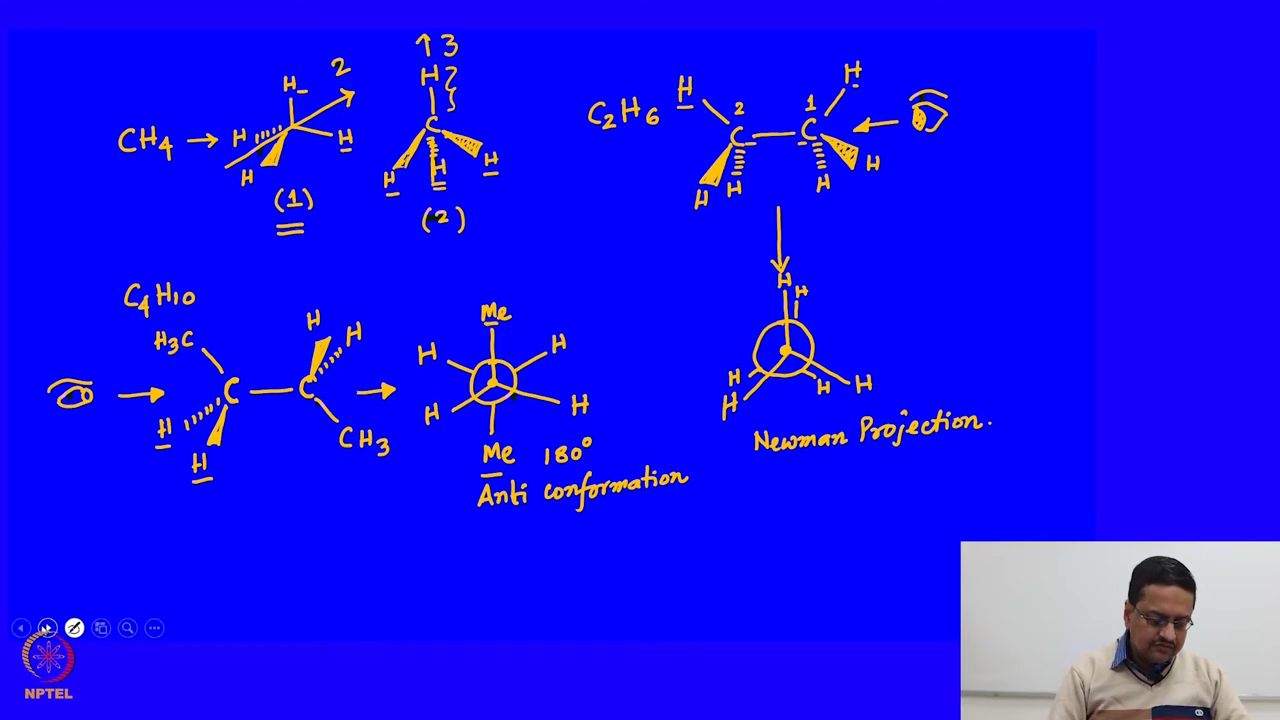 ↑ 3
2
H
H
CH4 →
H
H
H
C
H
H
H
(1)
(2)
C2H6
H
H
2
1
C
C
H
H
H
H
H
H
H
H
H
H
Newman Projection.
C4H10
H3C
H
H
C
C
H
H
CH3
Me
H
H
H
H
Me 180°
Anti conformation
NPTEL